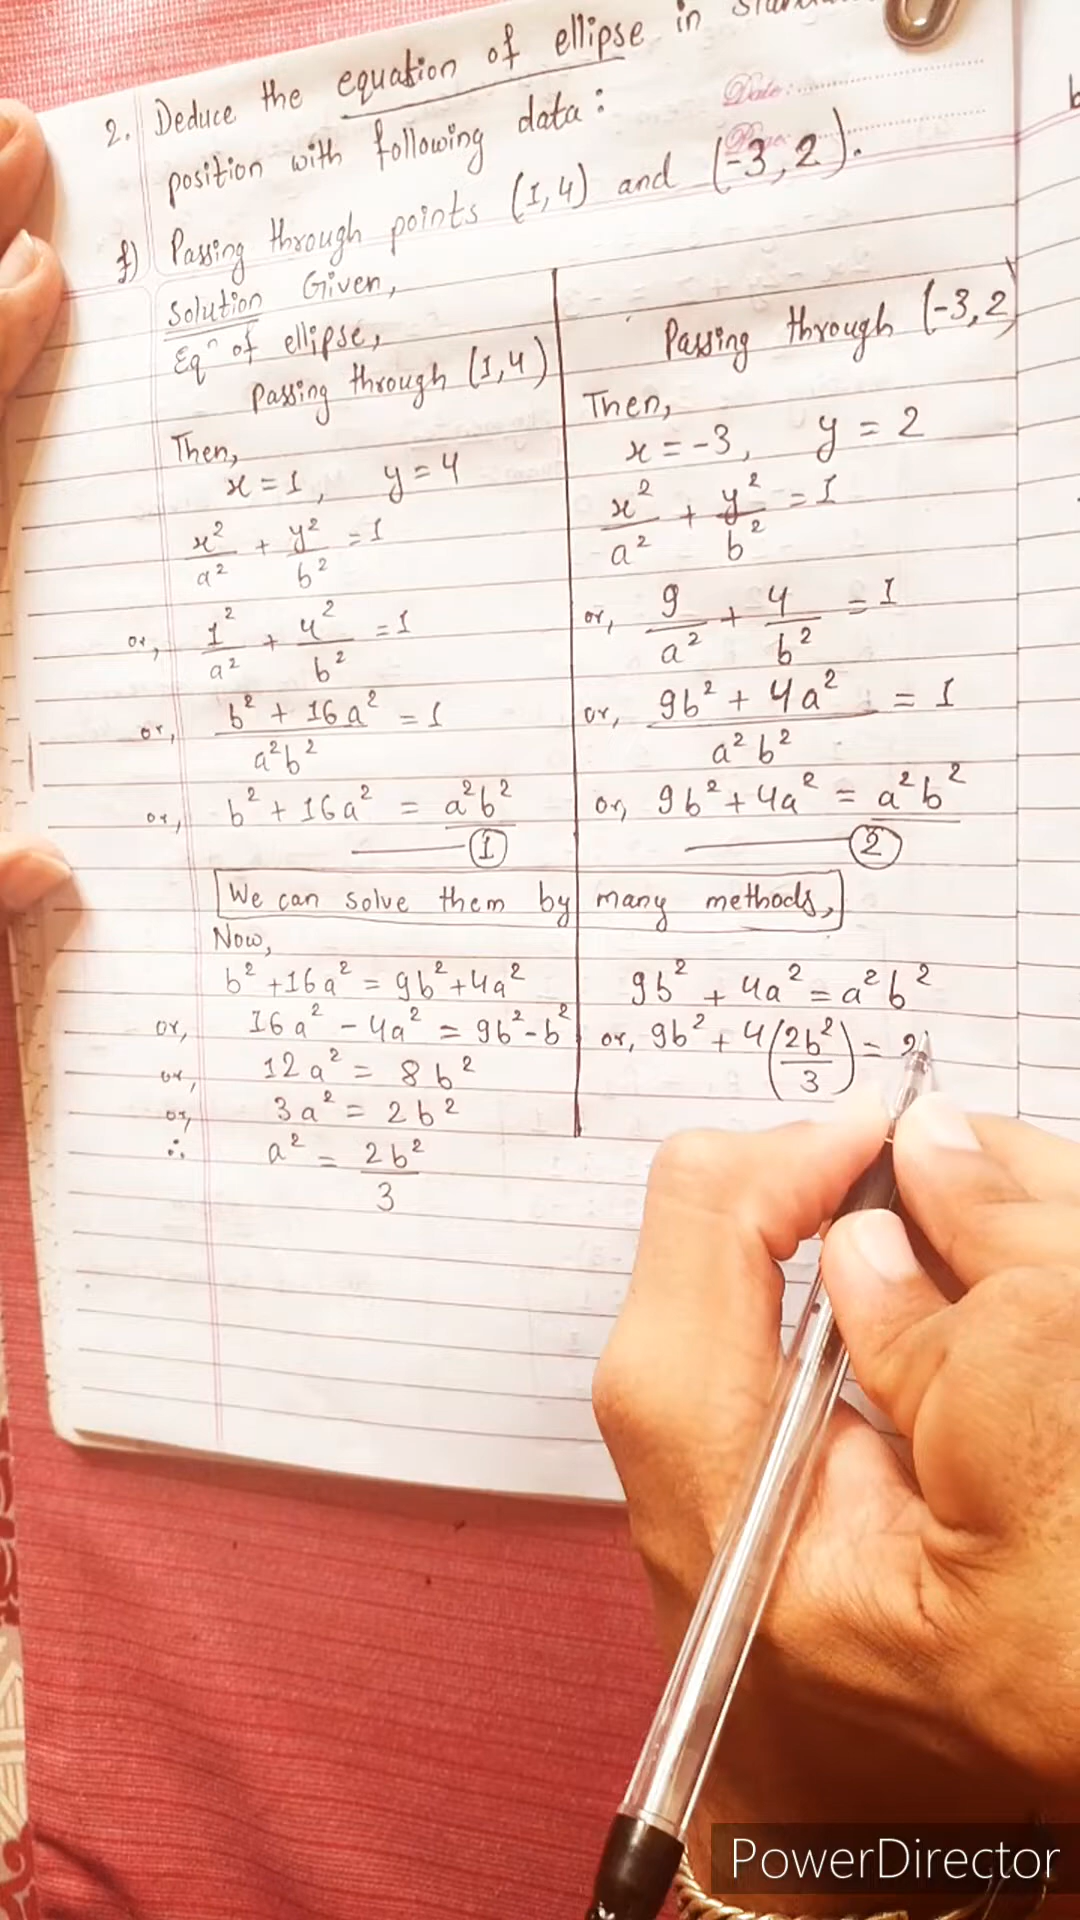 2. Deduce the equation of ellipse in
position with following data:
Date:
f) Passing through points (1,4) and (-3,2).
Solution Given,
Eqⁿ of ellipse,
Passing through (1,4)
Then,
x = 1, y = 4
x²/a² + y²/b² = 1
or, 1²/a² + 4²/b² = 1
or, b² + 16a² / a²b² = 1
or, b² + 16a² = a²b²
①
Passing through (-3,2)
Then,
x = -3, y = 2
x²/a² + y²/b² = 1
or, 9/a² + 4/b² = 1
or, 9b² + 4a² / a²b² = 1
or, 9b² + 4a² = a²b²
②
We can solve them by many methods,
Now,
b² + 16a² = 9b² + 4a²
or, 16a² - 4a² = 9b² - b²
or, 12a² = 8b²
or, 3a² = 2b²
∴ a² = 2b²/3
9b² + 4a² = a²b²
or, 9b² + 4(2b²/3) = 2
PowerDirector